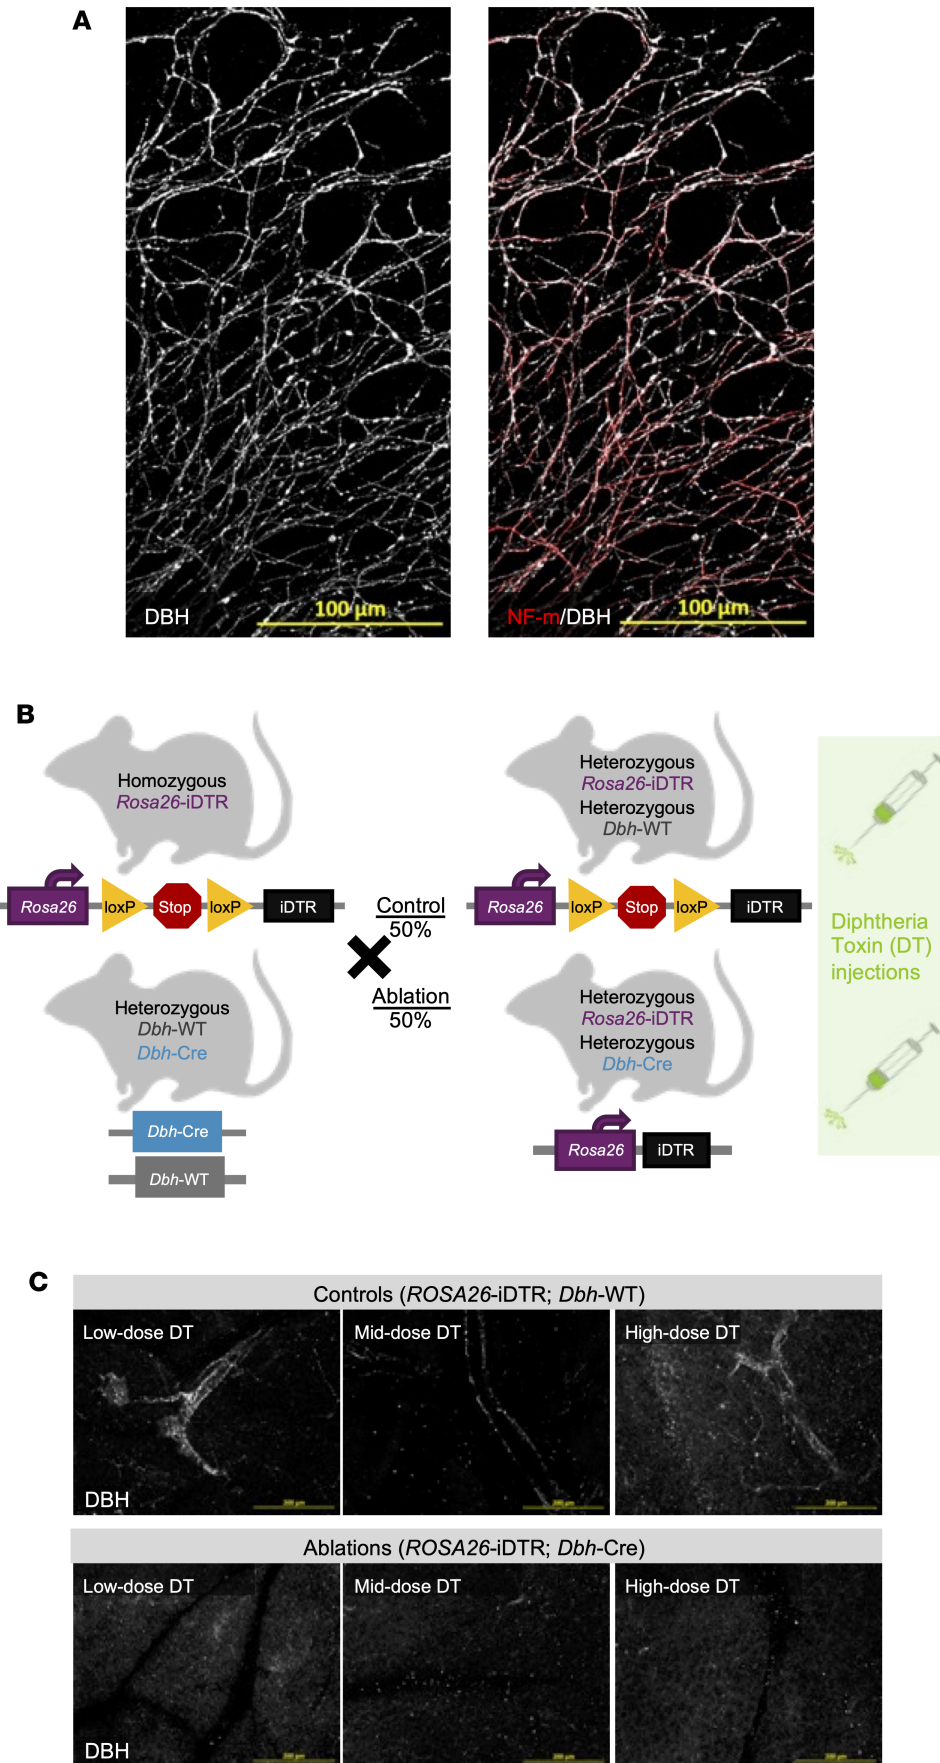 A
DBH
100 µm
NF-m/DBH
100 µm
B
Homozygous
Rosa26-iDTR
Rosa26
loxP
Stop
loxP
iDTR
Heterozygous
Dbh-WT
Dbh-Cre
Dbh-Cre
Dbh-WT
Control
50%
Ablation
50%
Heterozygous
Rosa26-iDTR
Heterozygous
Dbh-WT
Rosa26
loxP
Stop
loxP
iDTR
Heterozygous
Rosa26-iDTR
Heterozygous
Dbh-Cre
Rosa26
iDTR
Diphtheria
Toxin (DT)
injections
C
Controls (ROSA26-iDTR; Dbh-WT)
Low-dose DT
Mid-dose DT
High-dose DT
DBH
Ablations (ROSA26-iDTR; Dbh-Cre)
Low-dose DT
Mid-dose DT
High-dose DT
DBH